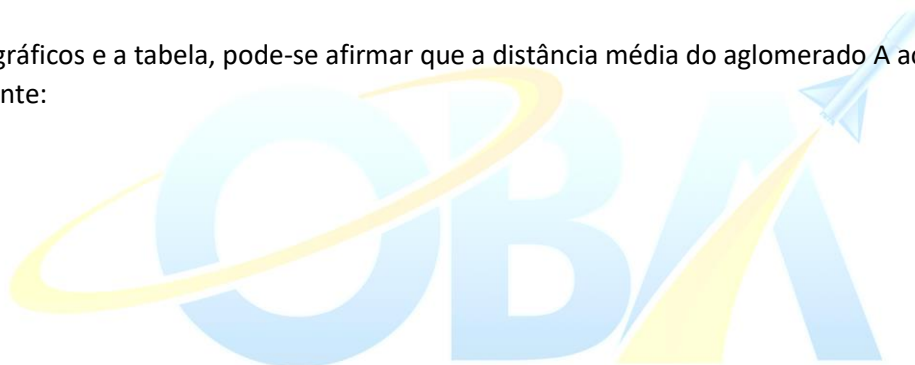 gráficos e a tabela, pode-se afirmar que a distância média do aglomerado A
nte:
OBA